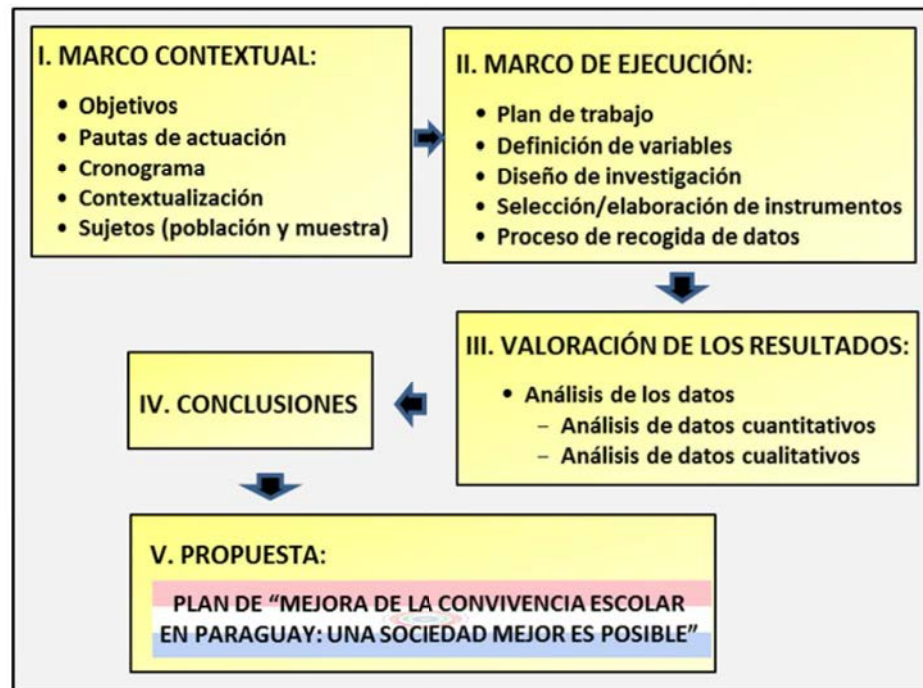 I. MARCO CONTEXTUAL:
• Objetivos
• Pautas de actuación
• Cronograma
• Contextualización
• Sujetos (población y muestra)
II. MARCO DE EJECUCIÓN:
• Plan de trabajo
• Definición de variables
• Diseño de investigación
• Selección/elaboración de instrumentos
• Proceso de recogida de datos
III. VALORACIÓN DE LOS RESULTADOS:
• Análisis de los datos
– Análisis de datos cuantitativos
– Análisis de datos cualitativos
IV. CONCLUSIONES
V. PROPUESTA:
PLAN DE “MEJORA DE LA CONVIVENCIA ESCOLAR
EN PARAGUAY: UNA SOCIEDAD MEJOR ES POSIBLE”